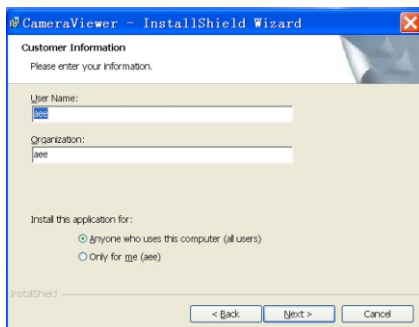 CameraViewer - InstallShield Wizard
Customer Information
Please enter your information.
User Name:
aee
Organization:
aee
Install this application for:
Anyone who uses this computer (all users)
Only for me (aee)
InstallShield
< Back
Next >
Cancel